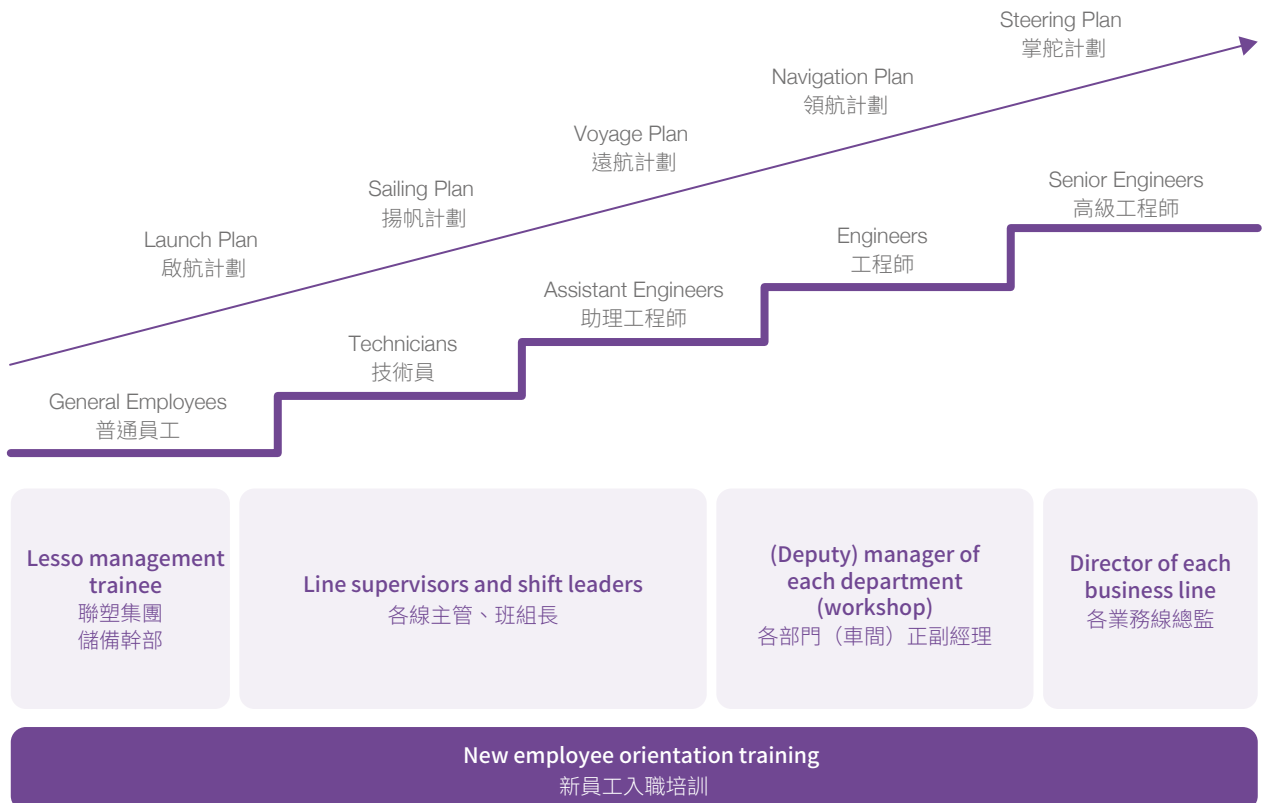 Steering Plan
掌舵計劃
Navigation Plan
領航計劃
Voyage Plan
遠航計劃
Sailing Plan
揚帆計劃
Launch Plan
啟航計劃
Senior Engineers
高級工程師
Engineers
工程師
Assistant Engineers
助理工程師
Technicians
技術員
General Employees
普通員工
Lesso management
trainee
聯塑集團
儲備幹部
Line supervisors and shift leaders
各線主管、班組長
(Deputy) manager of
each department
(workshop)
各部門（車間）正副經理
Director of each
business line
各業務線總監
New employee orientation training
新員工入職培訓